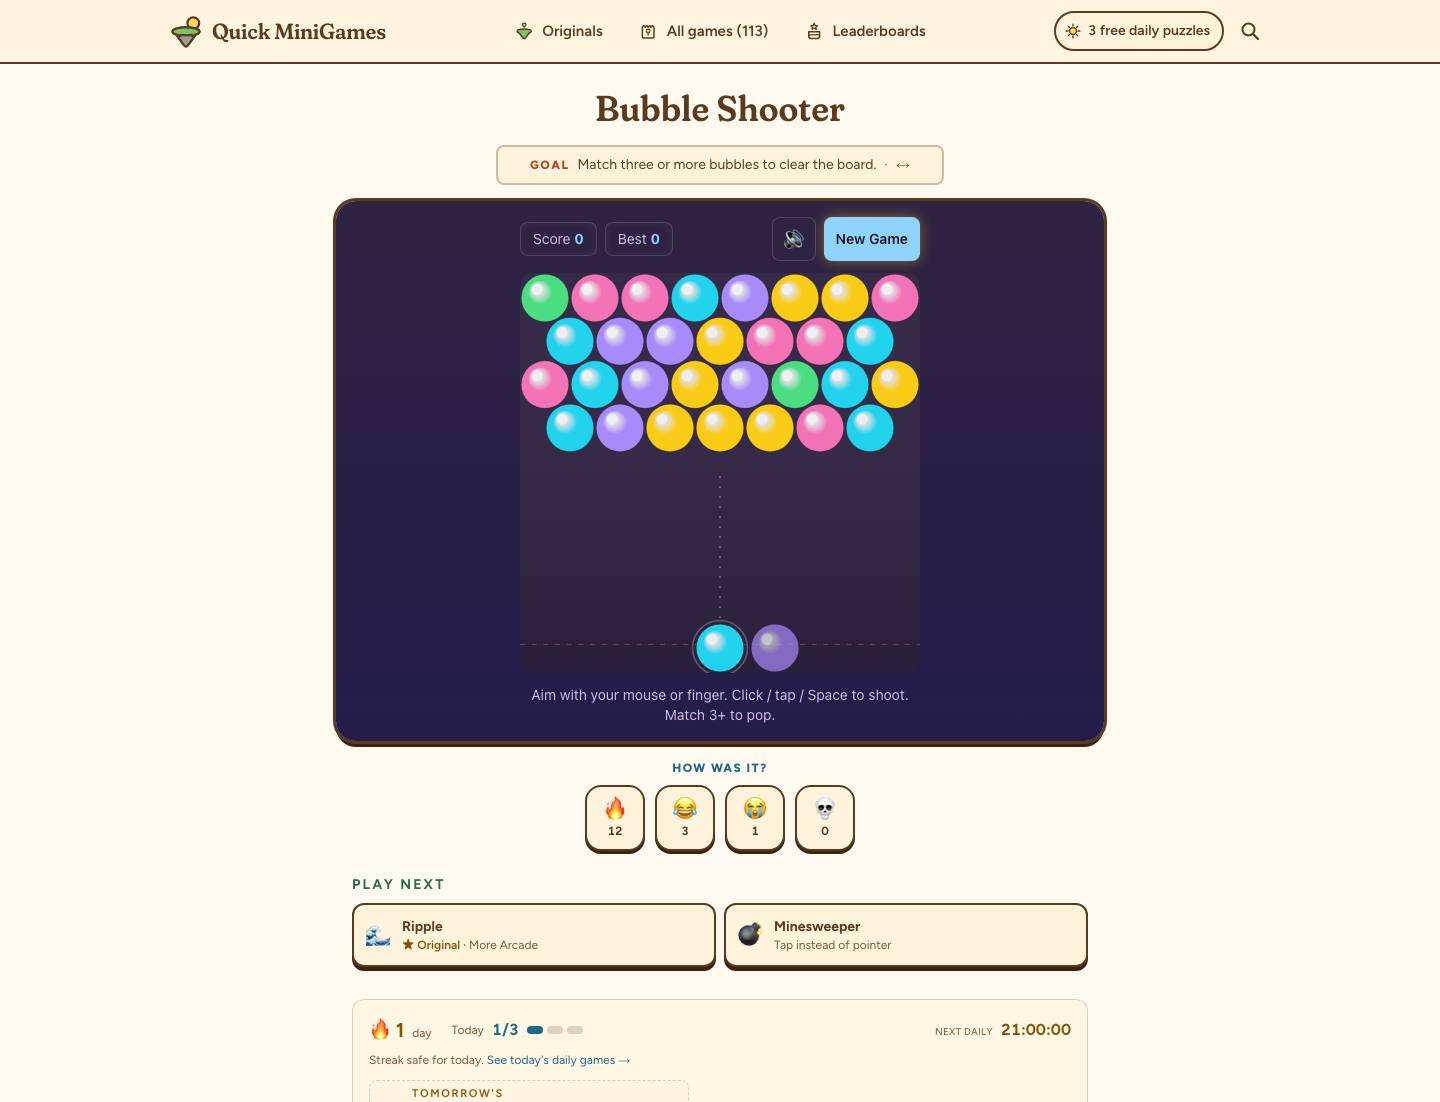 Quick MiniGames
Originals
All games (113)
Leaderboards
3 free daily puzzles
Bubble Shooter
GOAL Match three or more bubbles to clear the board. · ↔
Score 0
Best 0
New Game
Aim with your mouse or finger. Click / tap / Space to shoot.
Match 3+ to pop.
HOW WAS IT?
12
3
1
0
PLAY NEXT
Ripple
★ Original · More Arcade
Minesweeper
Tap instead of pointer
1 day
Today 1/3
NEXT DAILY 21:00:00
Streak safe for today. See today's daily games →
TOMORROW'S